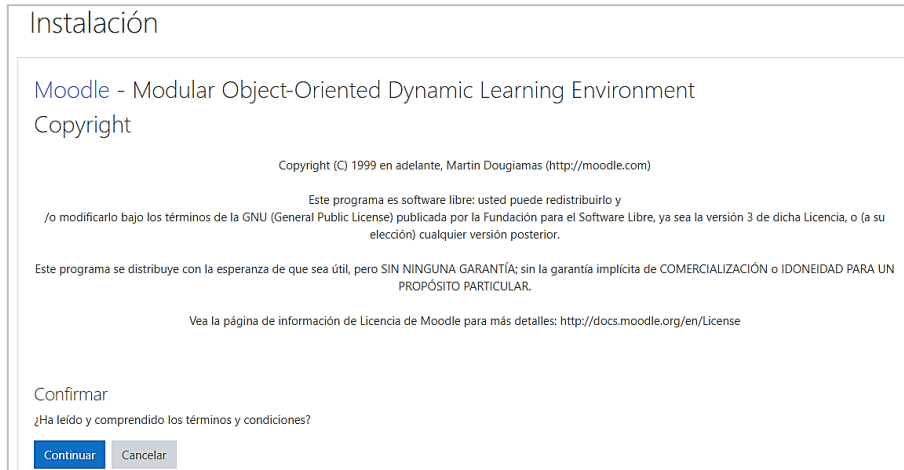 Instalación
Moodle - Modular Object-Oriented Dynamic Learning Environment
Copyright
Copyright (C) 1999 en adelante, Martin Dougiamas (http://moodle.com)
Este programa es software libre: usted puede redistribuirlo y
/o modificarlo bajo los términos de la GNU (General Public License) publicada por la Fundación para el Software Libre, ya sea la versión 3 de dicha Licencia, o (a su
elección) cualquier versión posterior.
Este programa se distribuye con la esperanza de que sea útil, pero SIN NINGUNA GARANTÍA; sin la garantía implícita de COMERCIALIZACIÓN o IDONEIDAD PARA UN
PROPÓSITO PARTICULAR.
Vea la página de información de Licencia de Moodle para más detalles: http://docs.moodle.org/en/License
Confirmar
¿Ha leído y comprendido los términos y condiciones?
Continuar Cancelar